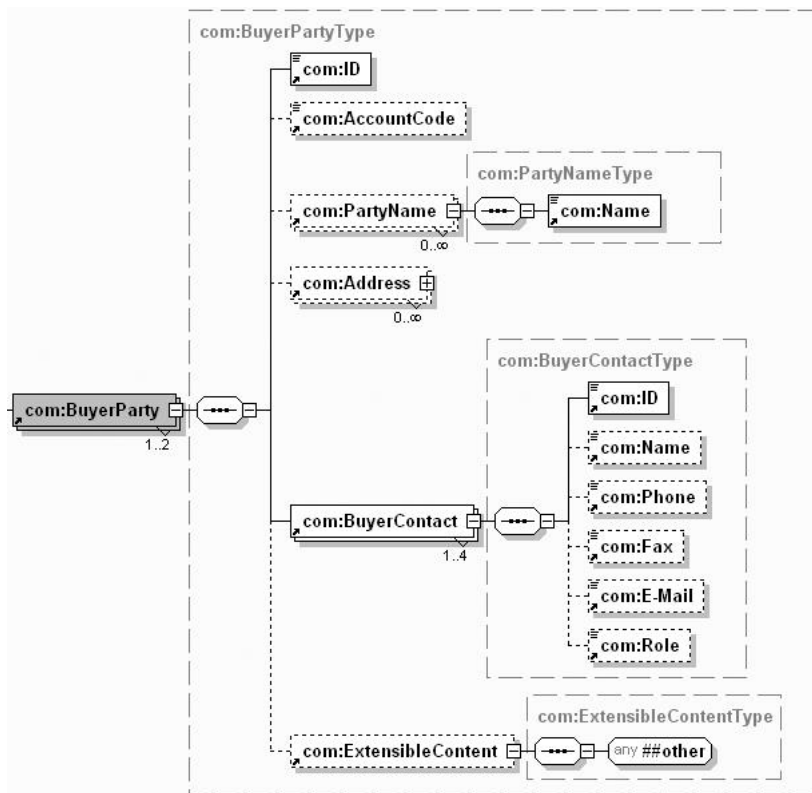 com:BuyerPartyType
com:ID
com:AccountCode
com:PartyNameType
com:PartyName
com:Name
0..∞
com:Address
0..∞
com:BuyerContactType
com:ID
com:BuyerParty
1..2
com:Name
com:Phone
com:BuyerContact
1..4
com:Fax
com:E-Mail
com:Role
com:ExtensibleContentType
com:ExtensibleContent
any ##other